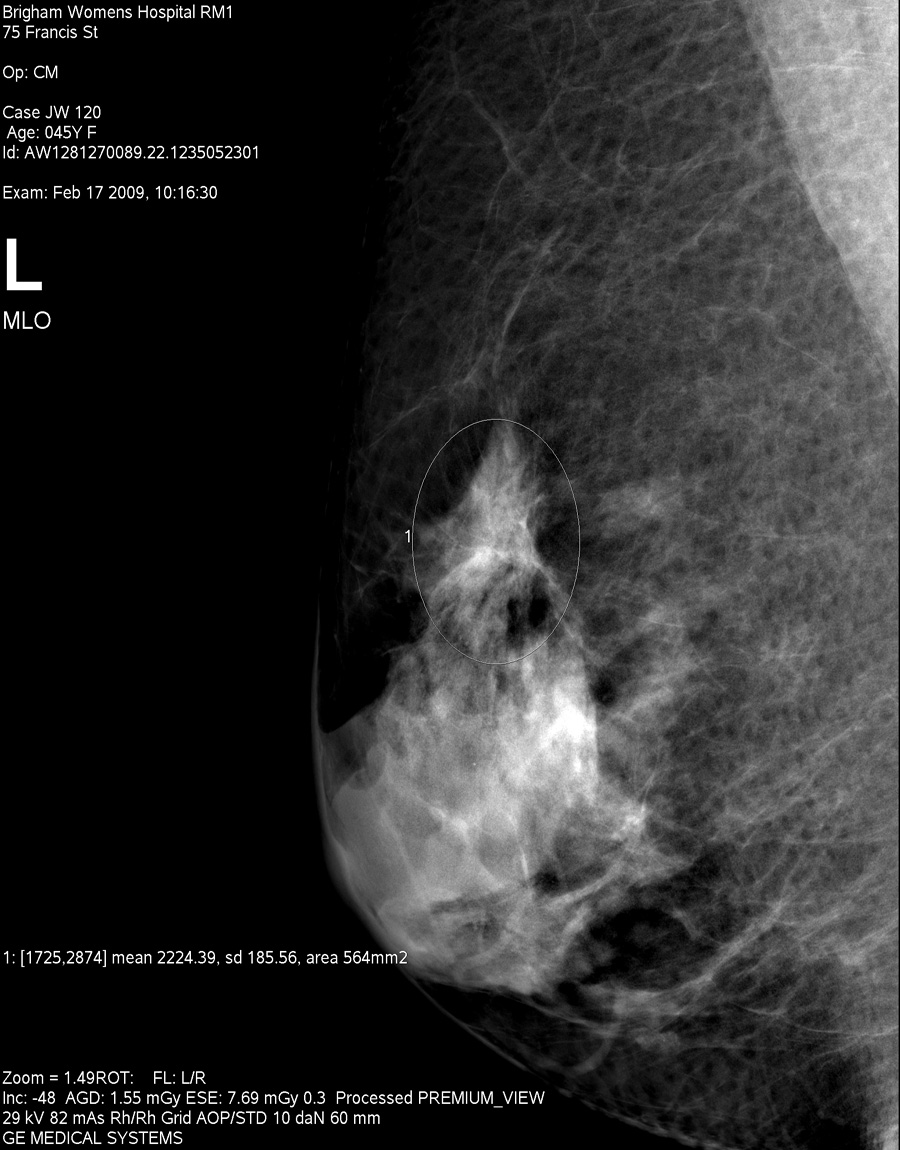 Brigham Womens Hospital RM1
75 Francis St
Op: CM
Case JW 120
Age: 045Y F
Id: AW1281270089.22.1235052301
Exam: Feb 17 2009, 10:16:30
L
MLO
1
1: [1725,2874] mean 2224.39, sd 185.56, area 564mm2
Zoom = 1.49ROT: FL: L/R
Inc: -48 AGD: 1.55 mGy ESE: 7.69 mGy 0.3 Processed PREMIUM_VIEW
29 kV 82 mAs Rh/Rh Grid AOP/STD 10 daN 60 mm
GE MEDICAL SYSTEMS